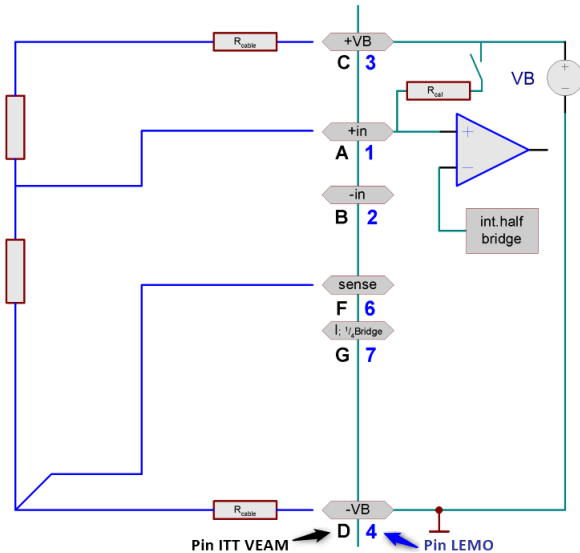 Rcable
+VB
C 3
VB
+
−
Rcal
+in
A 1
+
−
-in
B 2
int.half
bridge
sense
F 6
I; 1/4Bridge
G 7
Rcable
-VB
D 4
Pin ITT VEAM
Pin LEMO